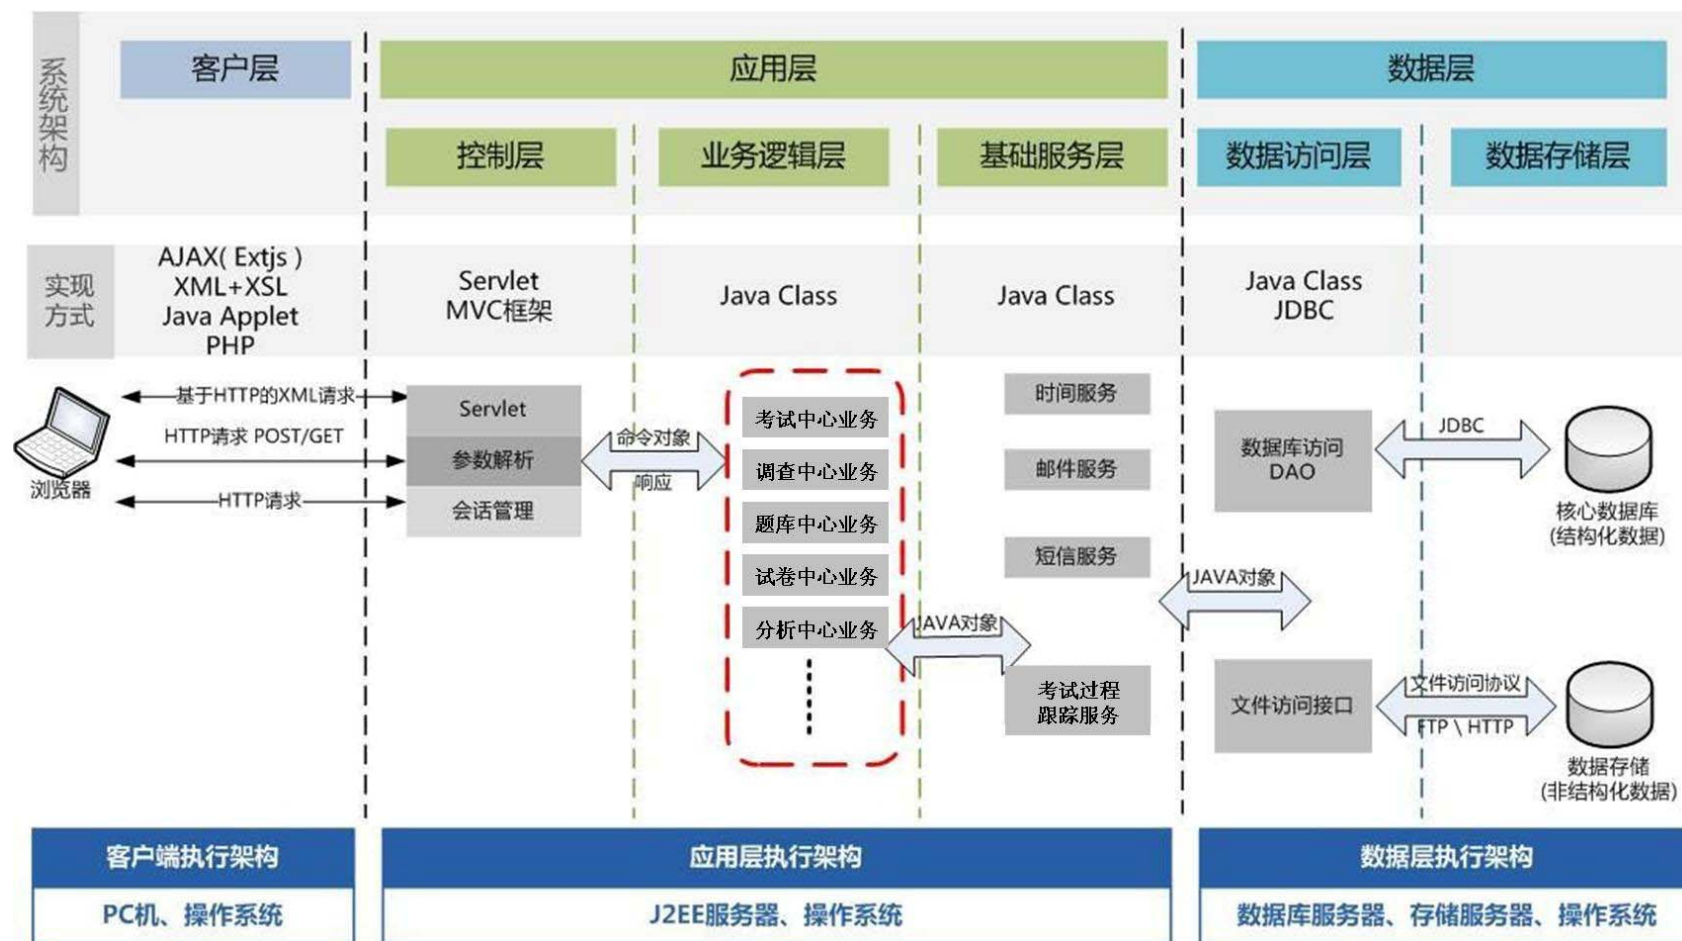 系统架构
客户层
应用层
数据层
控制层
业务逻辑层
基础服务层
数据访问层
数据存储层
实现
方式
AJAX( Extjs )
XML+XSL
Java Applet
PHP
Servlet
MVC框架
Java Class
Java Class
Java Class
JDBC
浏览器
基于HTTP的XML请求
HTTP请求 POST/GET
HTTP请求
Servlet
参数解析
会话管理
命令对象
响应
考试中心业务
调查中心业务
题库中心业务
试卷中心业务
分析中心业务
JAVA对象
时间服务
邮件服务
短信服务
考试过程
跟踪服务
JAVA对象
数据库访问
DAO
文件访问接口
JDBC
文件访问协议
FTP \ HTTP
核心数据库
(结构化数据)
数据存储
(非结构化数据)
客户端执行架构
应用层执行架构
数据层执行架构
PC机、操作系统
J2EE服务器、操作系统
数据库服务器、存储服务器、操作系统